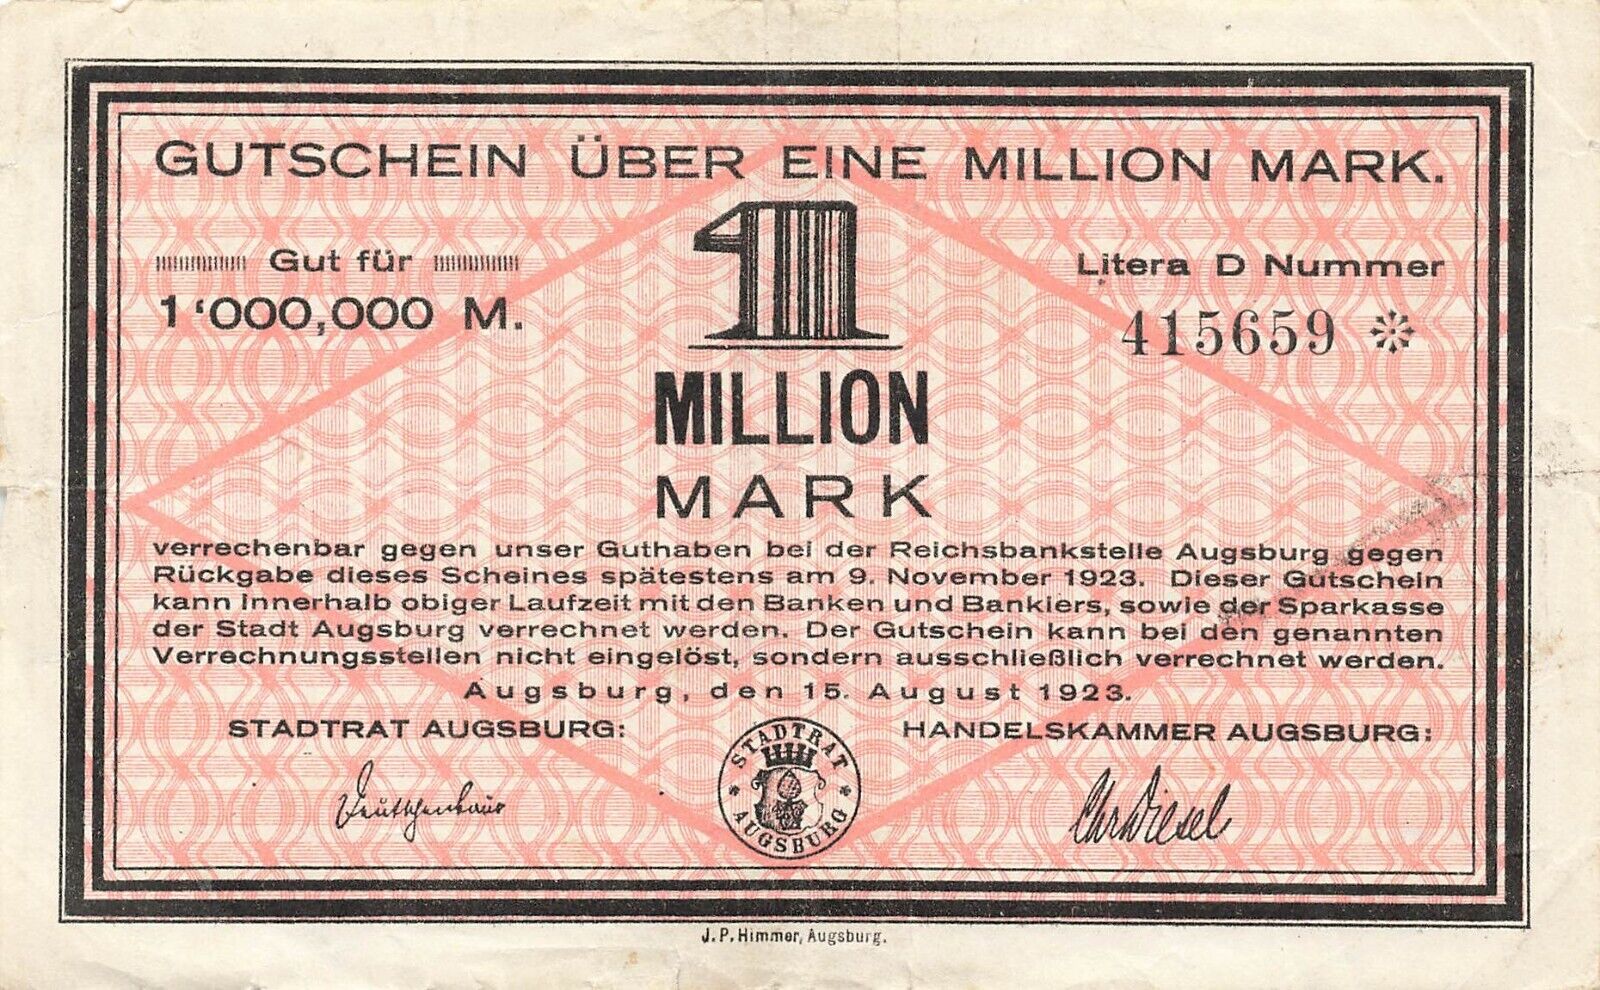 GUTSCHEIN ÜBER EINE MILLION MARK.
Gut für
1'000,000 M.
1
MILLION
MARK
Litera D Nummer
415659
verrechenbar gegen unser Guthaben bei der Reichsbankstelle Augsburg gegen
Rückgabe dieses Scheines spätestens am 9. November 1923. Dieser Gutschein
kann innerhalb obiger Laufzeit mit den Banken und Bankiers, sowie der Sparkasse
der Stadt Augsburg verrechnet werden. Der Gutschein kann bei den genannten
Verrechnungsstellen nicht eingelöst, sondern ausschließlich verrechnet werden.
Augsburg, den 15. August 1923.
STADTRAT AUGSBURG:
HANDELSKAMMER AUGSBURG:
Deutschenbaur
STADTRAT
* AUGSBURG *
Chr Diesel
J. P. Himmer, Augsburg.